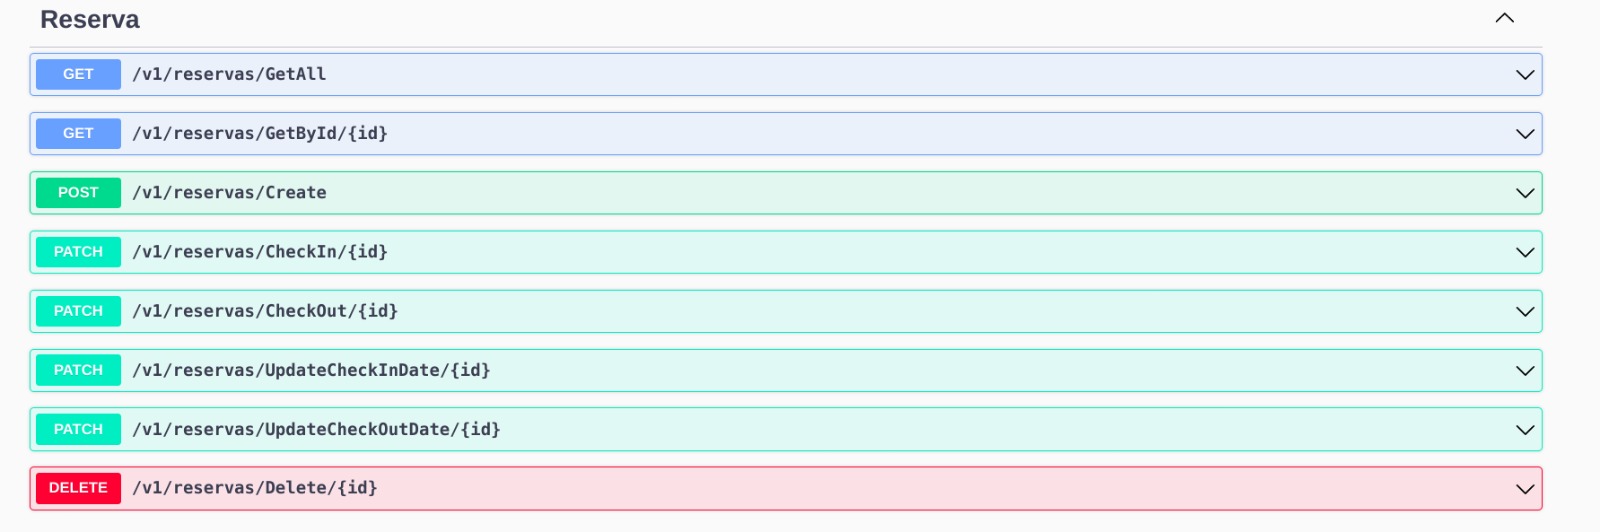 Reserva
GET /v1/reservas/GetAll
GET /v1/reservas/GetById/{id}
POST /v1/reservas/Create
PATCH /v1/reservas/CheckIn/{id}
PATCH /v1/reservas/CheckOut/{id}
PATCH /v1/reservas/UpdateCheckInDate/{id}
PATCH /v1/reservas/UpdateCheckOutDate/{id}
DELETE /v1/reservas/Delete/{id}